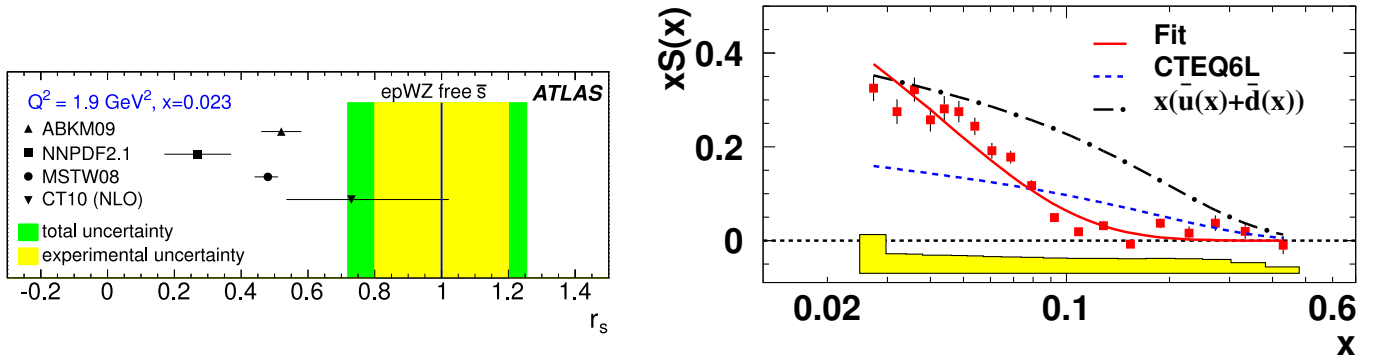 epWZ free s̄ ATLAS
Q² = 1.9 GeV², x=0.023
ABKM09
NNPDF2.1
MSTW08
CT10 (NLO)
total uncertainty
experimental uncertainty
-0.2 0 0.2 0.4 0.6 0.8 1 1.2 1.4
r_s
xS(x)
0.4
0.2
0
Fit
CTEQ6L
x(ū(x)+d̄(x))
0.02 0.1 0.6
x